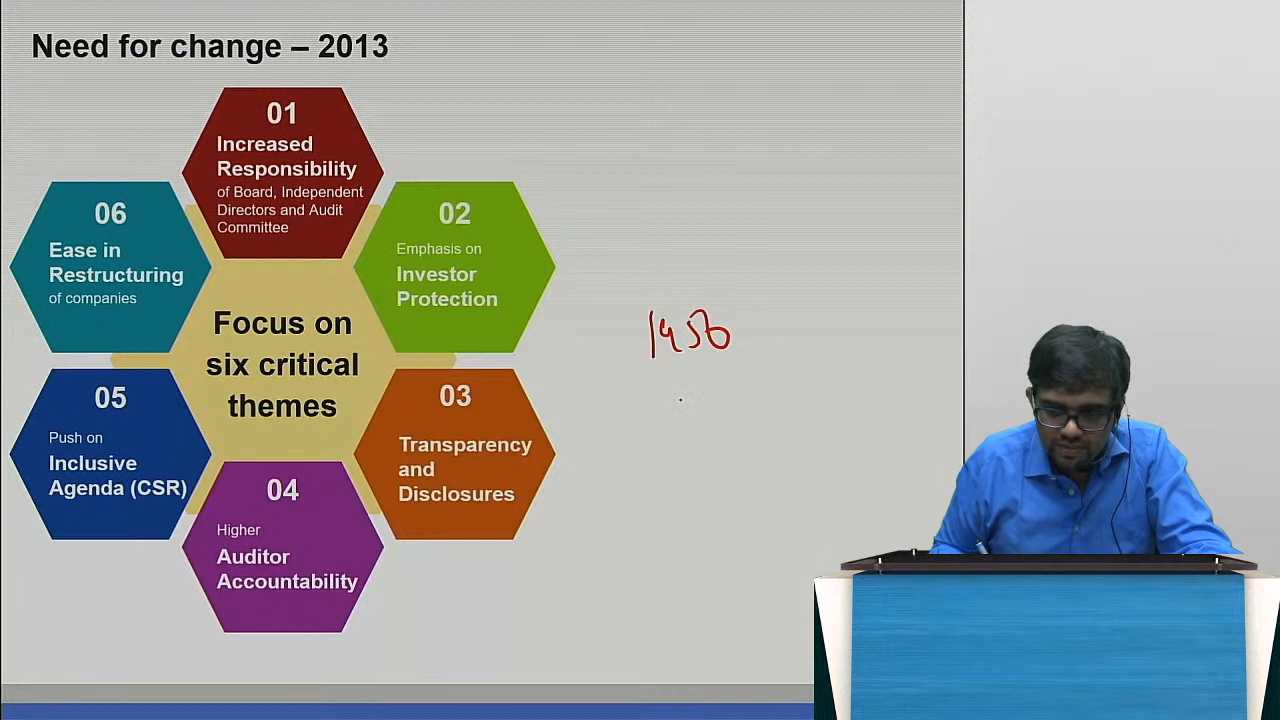 Need for change – 2013
01
Increased
Responsibility
of Board, Independent
Directors and Audit
Committee
02
Emphasis on
Investor
Protection
03
Transparency
and
Disclosures
04
Higher
Auditor
Accountability
05
Push on
Inclusive
Agenda (CSR)
06
Ease in
Restructuring
of companies
Focus on
six critical
themes
1956